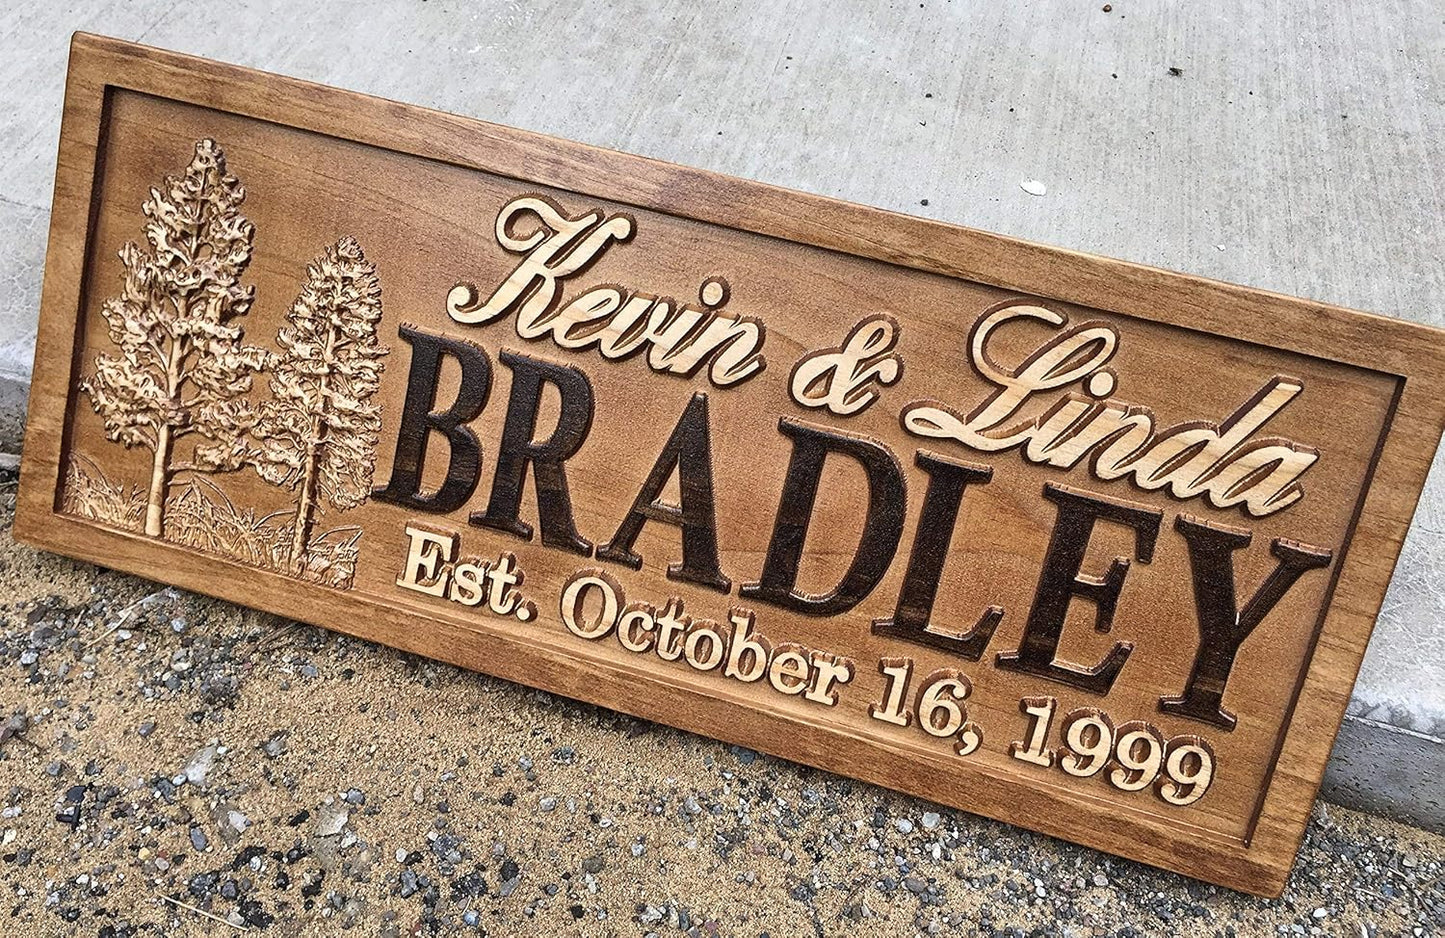 Kevin & Linda
BRADLEY
Est. October 16, 1999